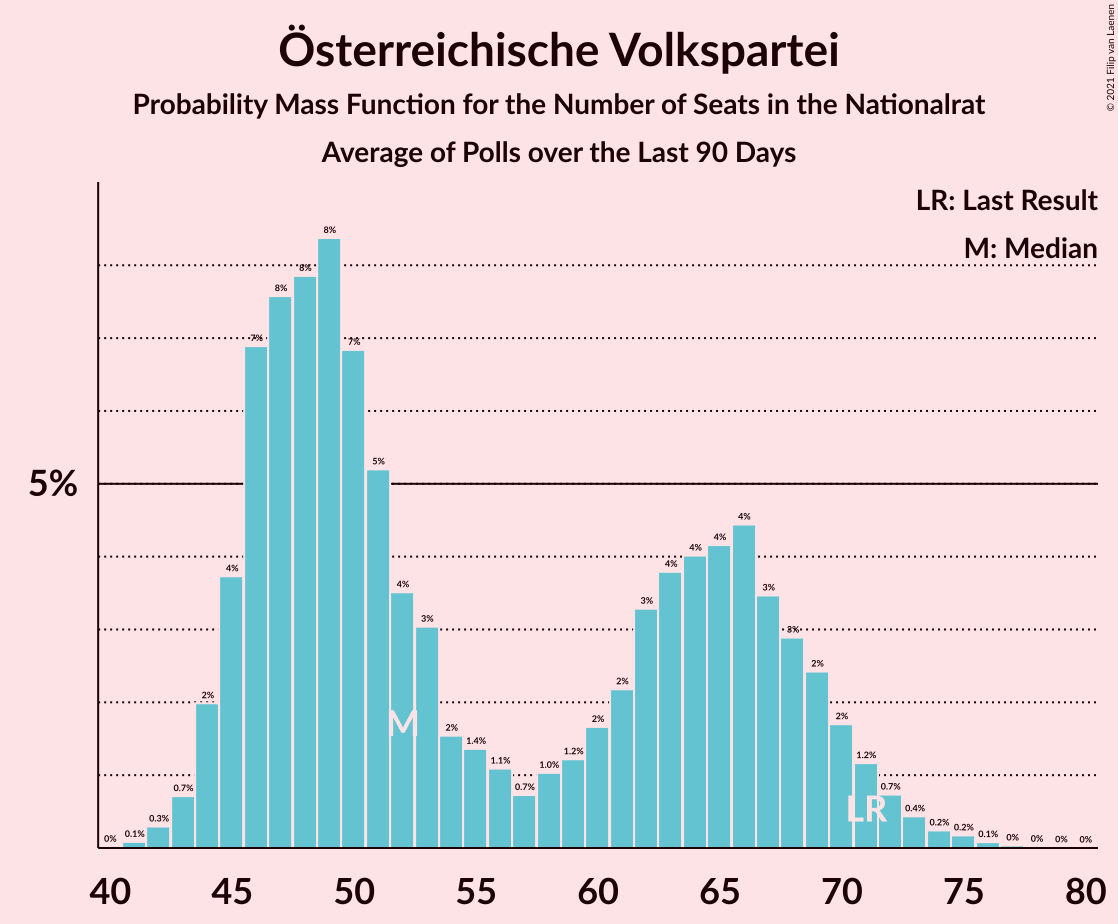 Österreichische Volkspartei
Probability Mass Function for the Number of Seats in the Nationalrat
Average of Polls over the Last 90 Days
© 2021 Filip van Laenen
LR: Last Result
M: Median
5%
0% 0.1% 0.3% 0.7% 2% 4% 7% 8% 8% 8% 7% 5% 4% 3% 2% 1.4% 1.1% 0.7% 1.0% 1.2% 2% 2% 3% 4% 4% 4% 4% 3% 3% 2% 2% 1.2% 0.7% 0.4% 0.2% 0.2% 0.1% 0% 0% 0% 0%
M
LR
40 45 50 55 60 65 70 75 80